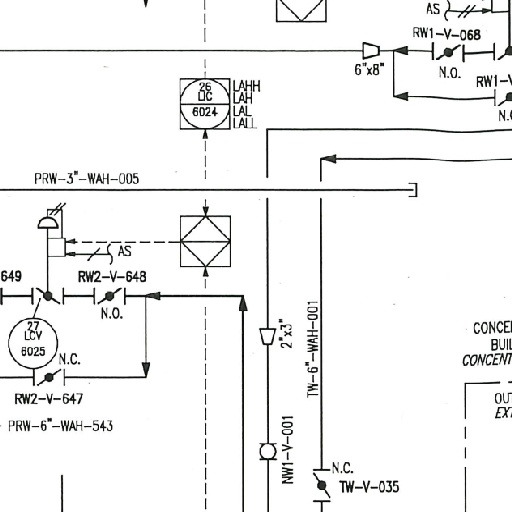 AS
RW1-V-068
6"x8"
N.O.
RW1-V
N.C
26
LIC
6024
LAHH
LAH
LAL
LALL
PRW-3"-WAH-005
AS
649
RW2-V-648
N.O.
27
LCV
6025
N.C.
RW2-V-647
PRW-6"-WAH-543
2"x3"
TW-6"-WAH-001
NW1-V-001
N.C.
TW-V-035
CONCE
BUIL
CONCENT
OUT
EXT